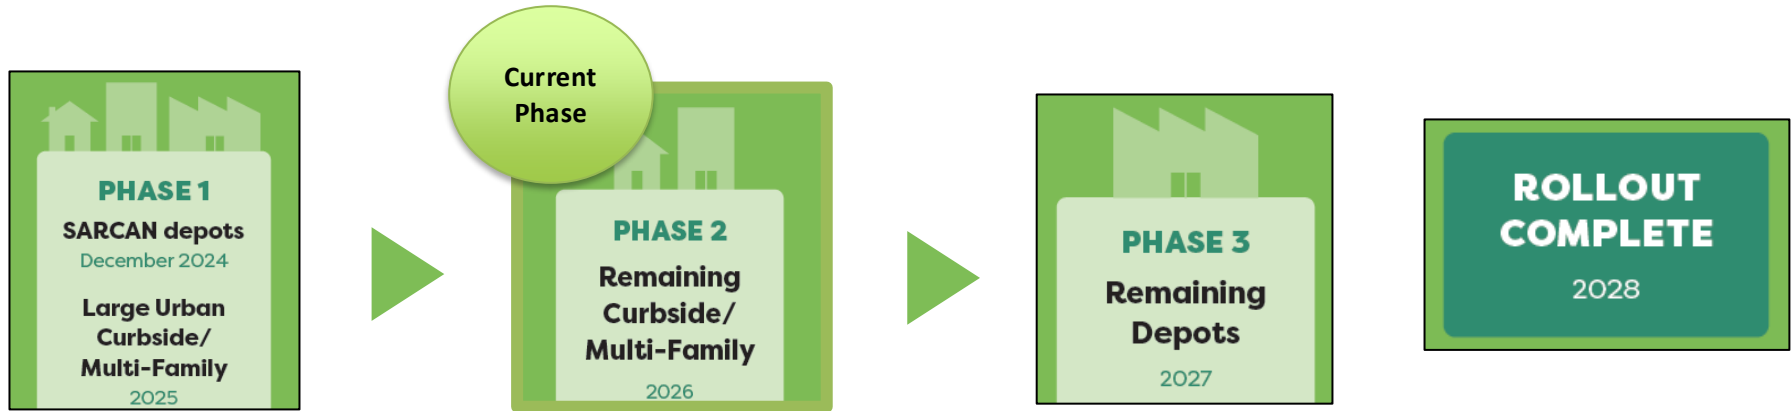 PHASE 1
SARCAN depots
December 2024
Large Urban
Curbside/
Multi-Family
2025
Current
Phase
PHASE 2
Remaining
Curbside/
Multi-Family
2026
PHASE 3
Remaining
Depots
2027
ROLLOUT
COMPLETE
2028